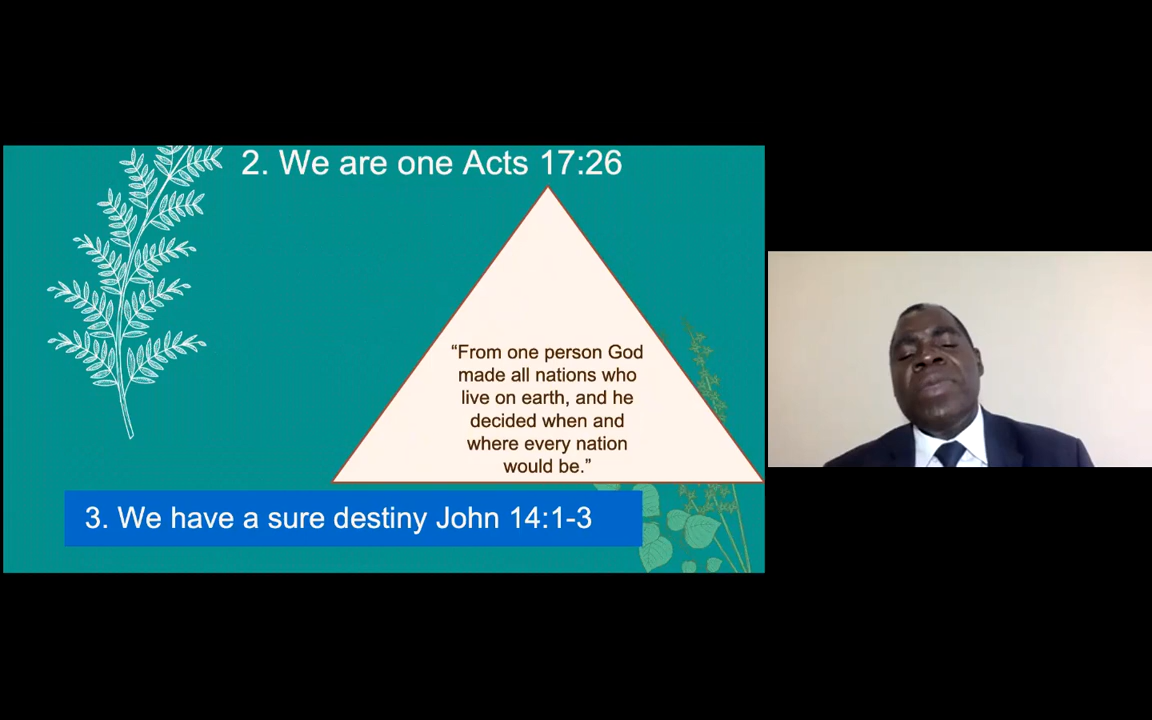 2. We are one Acts 17:26
“From one person God
made all nations who
live on earth, and he
decided when and
where every nation
would be.”
3. We have a sure destiny John 14:1-3